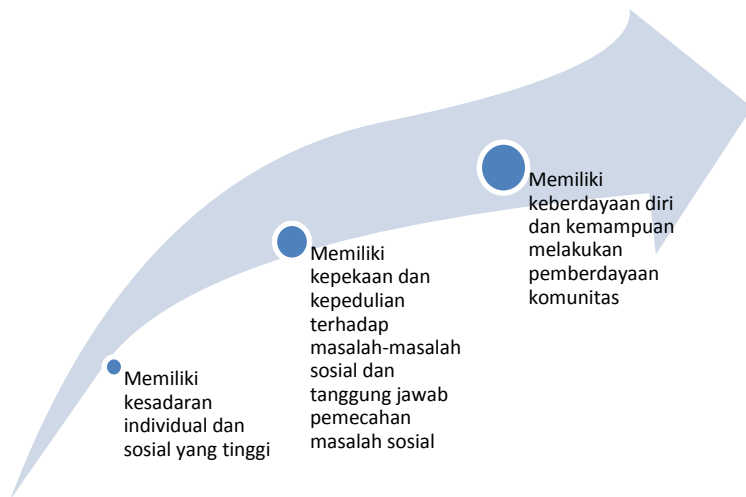 Memiliki
kesadaran
individual dan
sosial yang tinggi
Memiliki
kepekaan dan
kepedulian
terhadap
masalah-masalah
sosial dan
tanggung jawab
pemecahan
masalah sosial
Memiliki
keberdayaan diri
dan kemampuan
melakukan
pemberdayaan
komunitas